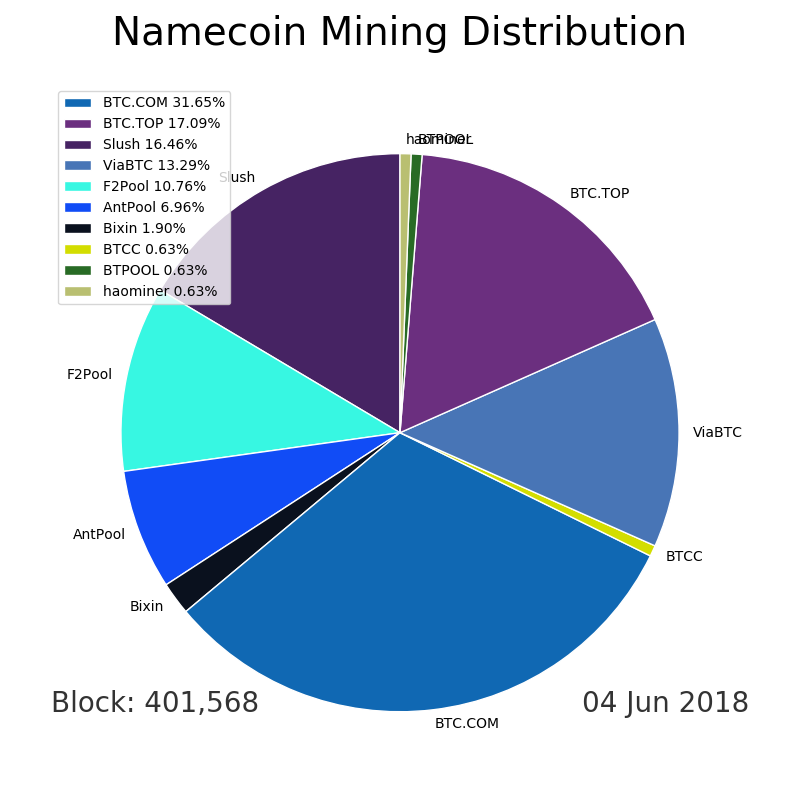 Namecoin Mining Distribution
BTC.COM 31.65%
BTC.TOP 17.09%
Slush 16.46%
ViaBTC 13.29%
F2Pool 10.76%
AntPool 6.96%
Bixin 1.90%
BTCC 0.63%
BTPOOL 0.63%
haominer 0.63%
haominer
BTPOOL
Slush
BTC.TOP
F2Pool
ViaBTC
AntPool
BTCC
Bixin
Block: 401,568
04 Jun 2018
BTC.COM